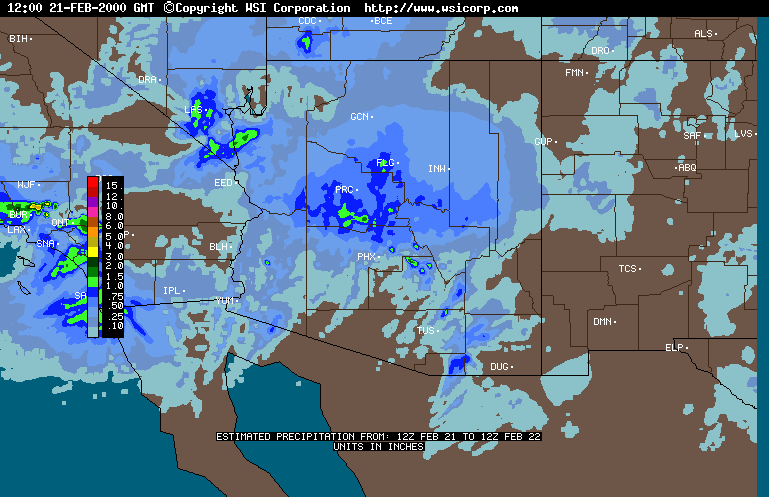 12:00 21-FEB-2000 GMT ©Copyright WSI Corporation http://www.wsicorp.com
CDC BCE
BIH ALS
DRO
DRA FMN
LAS
GCN
GUP SAF LVS
FLG INW ABQ
WJF EED PRC
15
12
10.
8.0
6.0
5.0
4.0
3.0
2.0
1.5
1.0
.75
.50
.25
.10
BUR ONT
LAX
SNA P
BLH PHX
TCS
SA IPL YUM
DMN
TUS
ELP
DUG
ESTIMATED PRECIPITATION FROM: 12Z FEB 21 TO 12Z FEB 22
UNITS IN INCHES